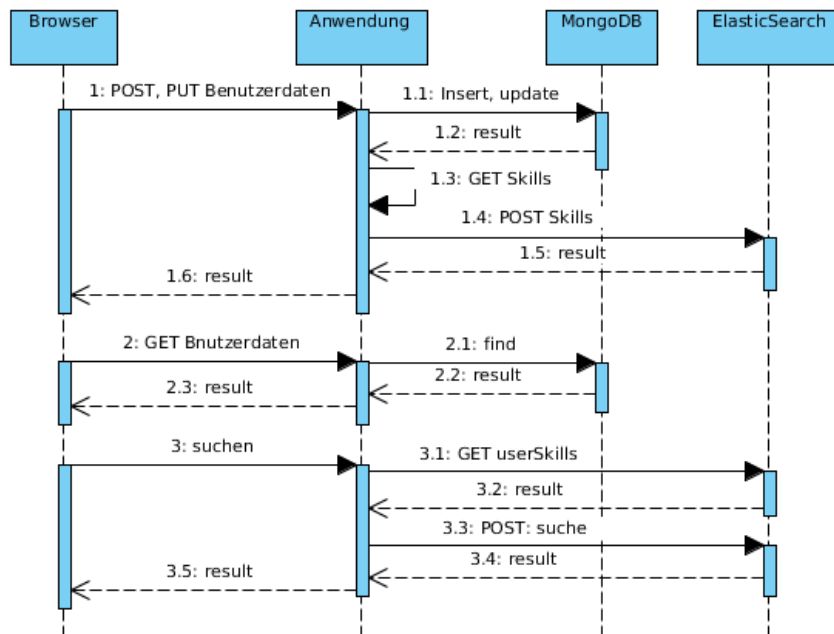 Browser
Anwendung
MongoDB
ElasticSearch
1: POST, PUT Benutzerdaten
1.1: Insert, update
1.2: result
1.3: GET Skills
1.4: POST Skills
1.5: result
1.6: result
2: GET Bnutzerdaten
2.1: find
2.2: result
2.3: result
3: suchen
3.1: GET userSkills
3.2: result
3.3: POST: suche
3.4: result
3.5: result